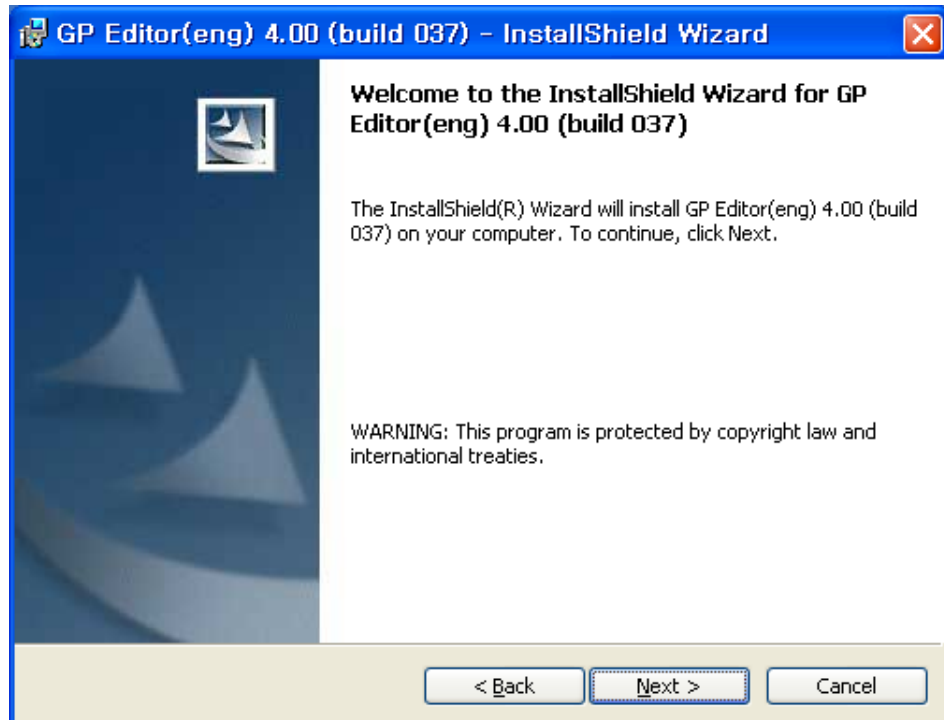 GP Editor(eng) 4.00 (build 037) - InstallShield Wizard
Welcome to the InstallShield Wizard for GP
Editor(eng) 4.00 (build 037)
The InstallShield(R) Wizard will install GP Editor(eng) 4.00 (build
037) on your computer. To continue, click Next.
WARNING: This program is protected by copyright law and
international treaties.
< Back Next > Cancel